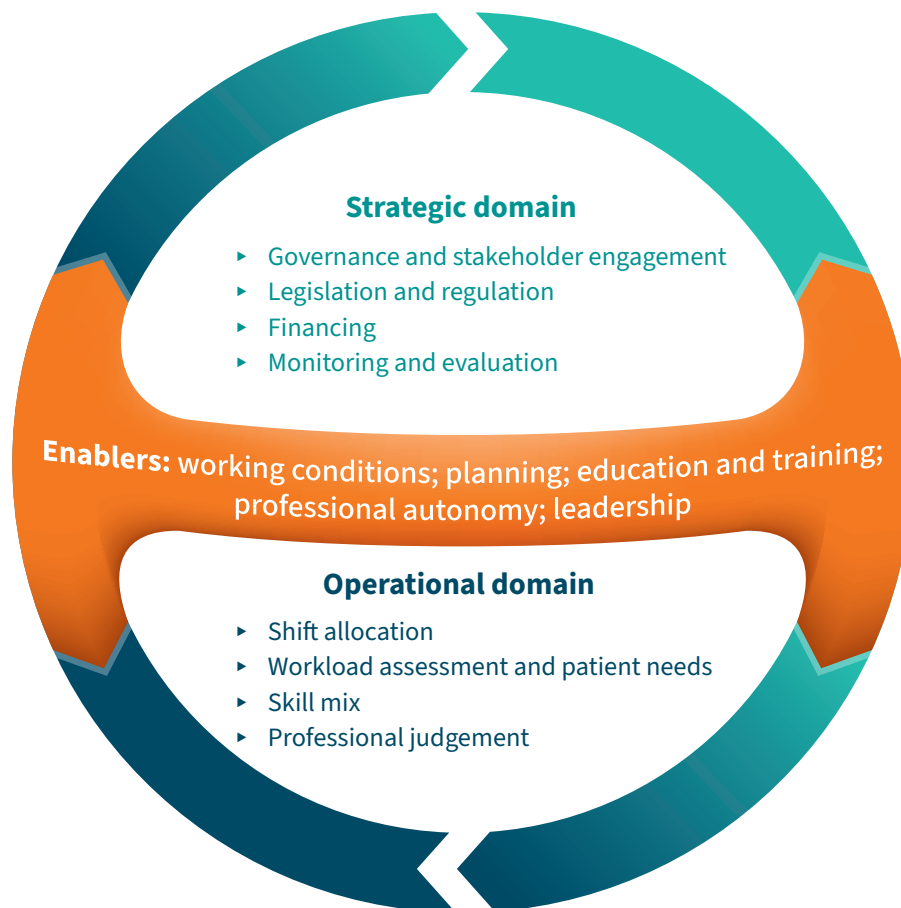 Strategic domain
Governance and stakeholder engagement
Legislation and regulation
Financing
Monitoring and evaluation
Enablers: working conditions; planning; education and training;
professional autonomy; leadership
Operational domain
Shift allocation
Workload assessment and patient needs
Skill mix
Professional judgement